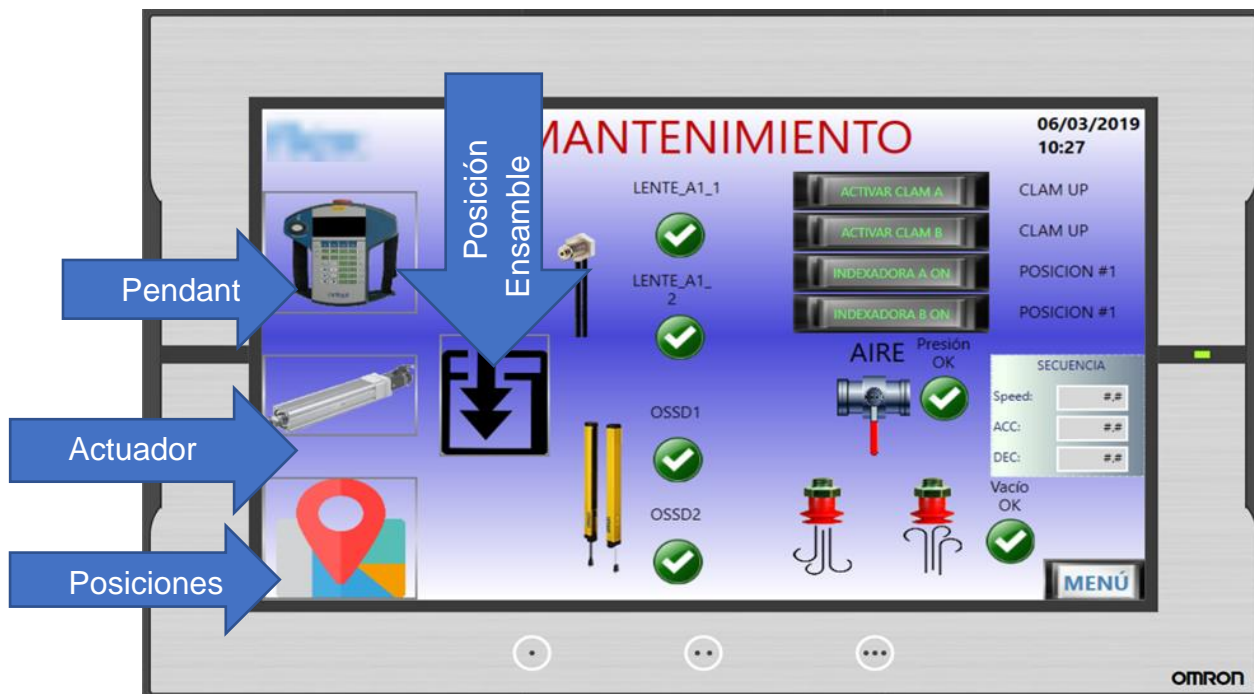 MANTENIMIENTO
06/03/2019
10:27
Posición
Ensamble
Pendant
Actuador
Posiciones
LENTE_A1_1
LENTE_A1_
2
OSSD1
OSSD2
ACTIVAR CLAM A
CLAM UP
ACTIVAR CLAM B
CLAM UP
INDEXADORA A ON
POSICION #1
INDEXADORA B ON
POSICION #1
AIRE
Presión
OK
SECUENCIA
Speed: #,#
ACC: #,#
DEC: #,#
Vacío
OK
MENÚ
OMRON